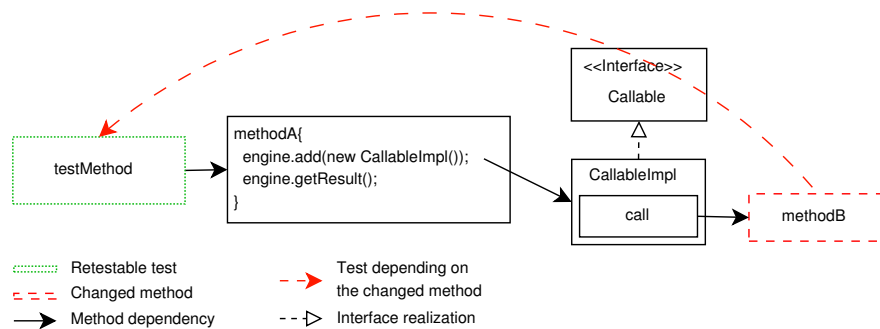 <<Interface>>
Callable
testMethod
methodA{
engine.add(new CallableImpl());
engine.getResult();
}
CallableImpl
call
methodB
Retestable test
Changed method
Method dependency
Test depending on
the changed method
Interface realization